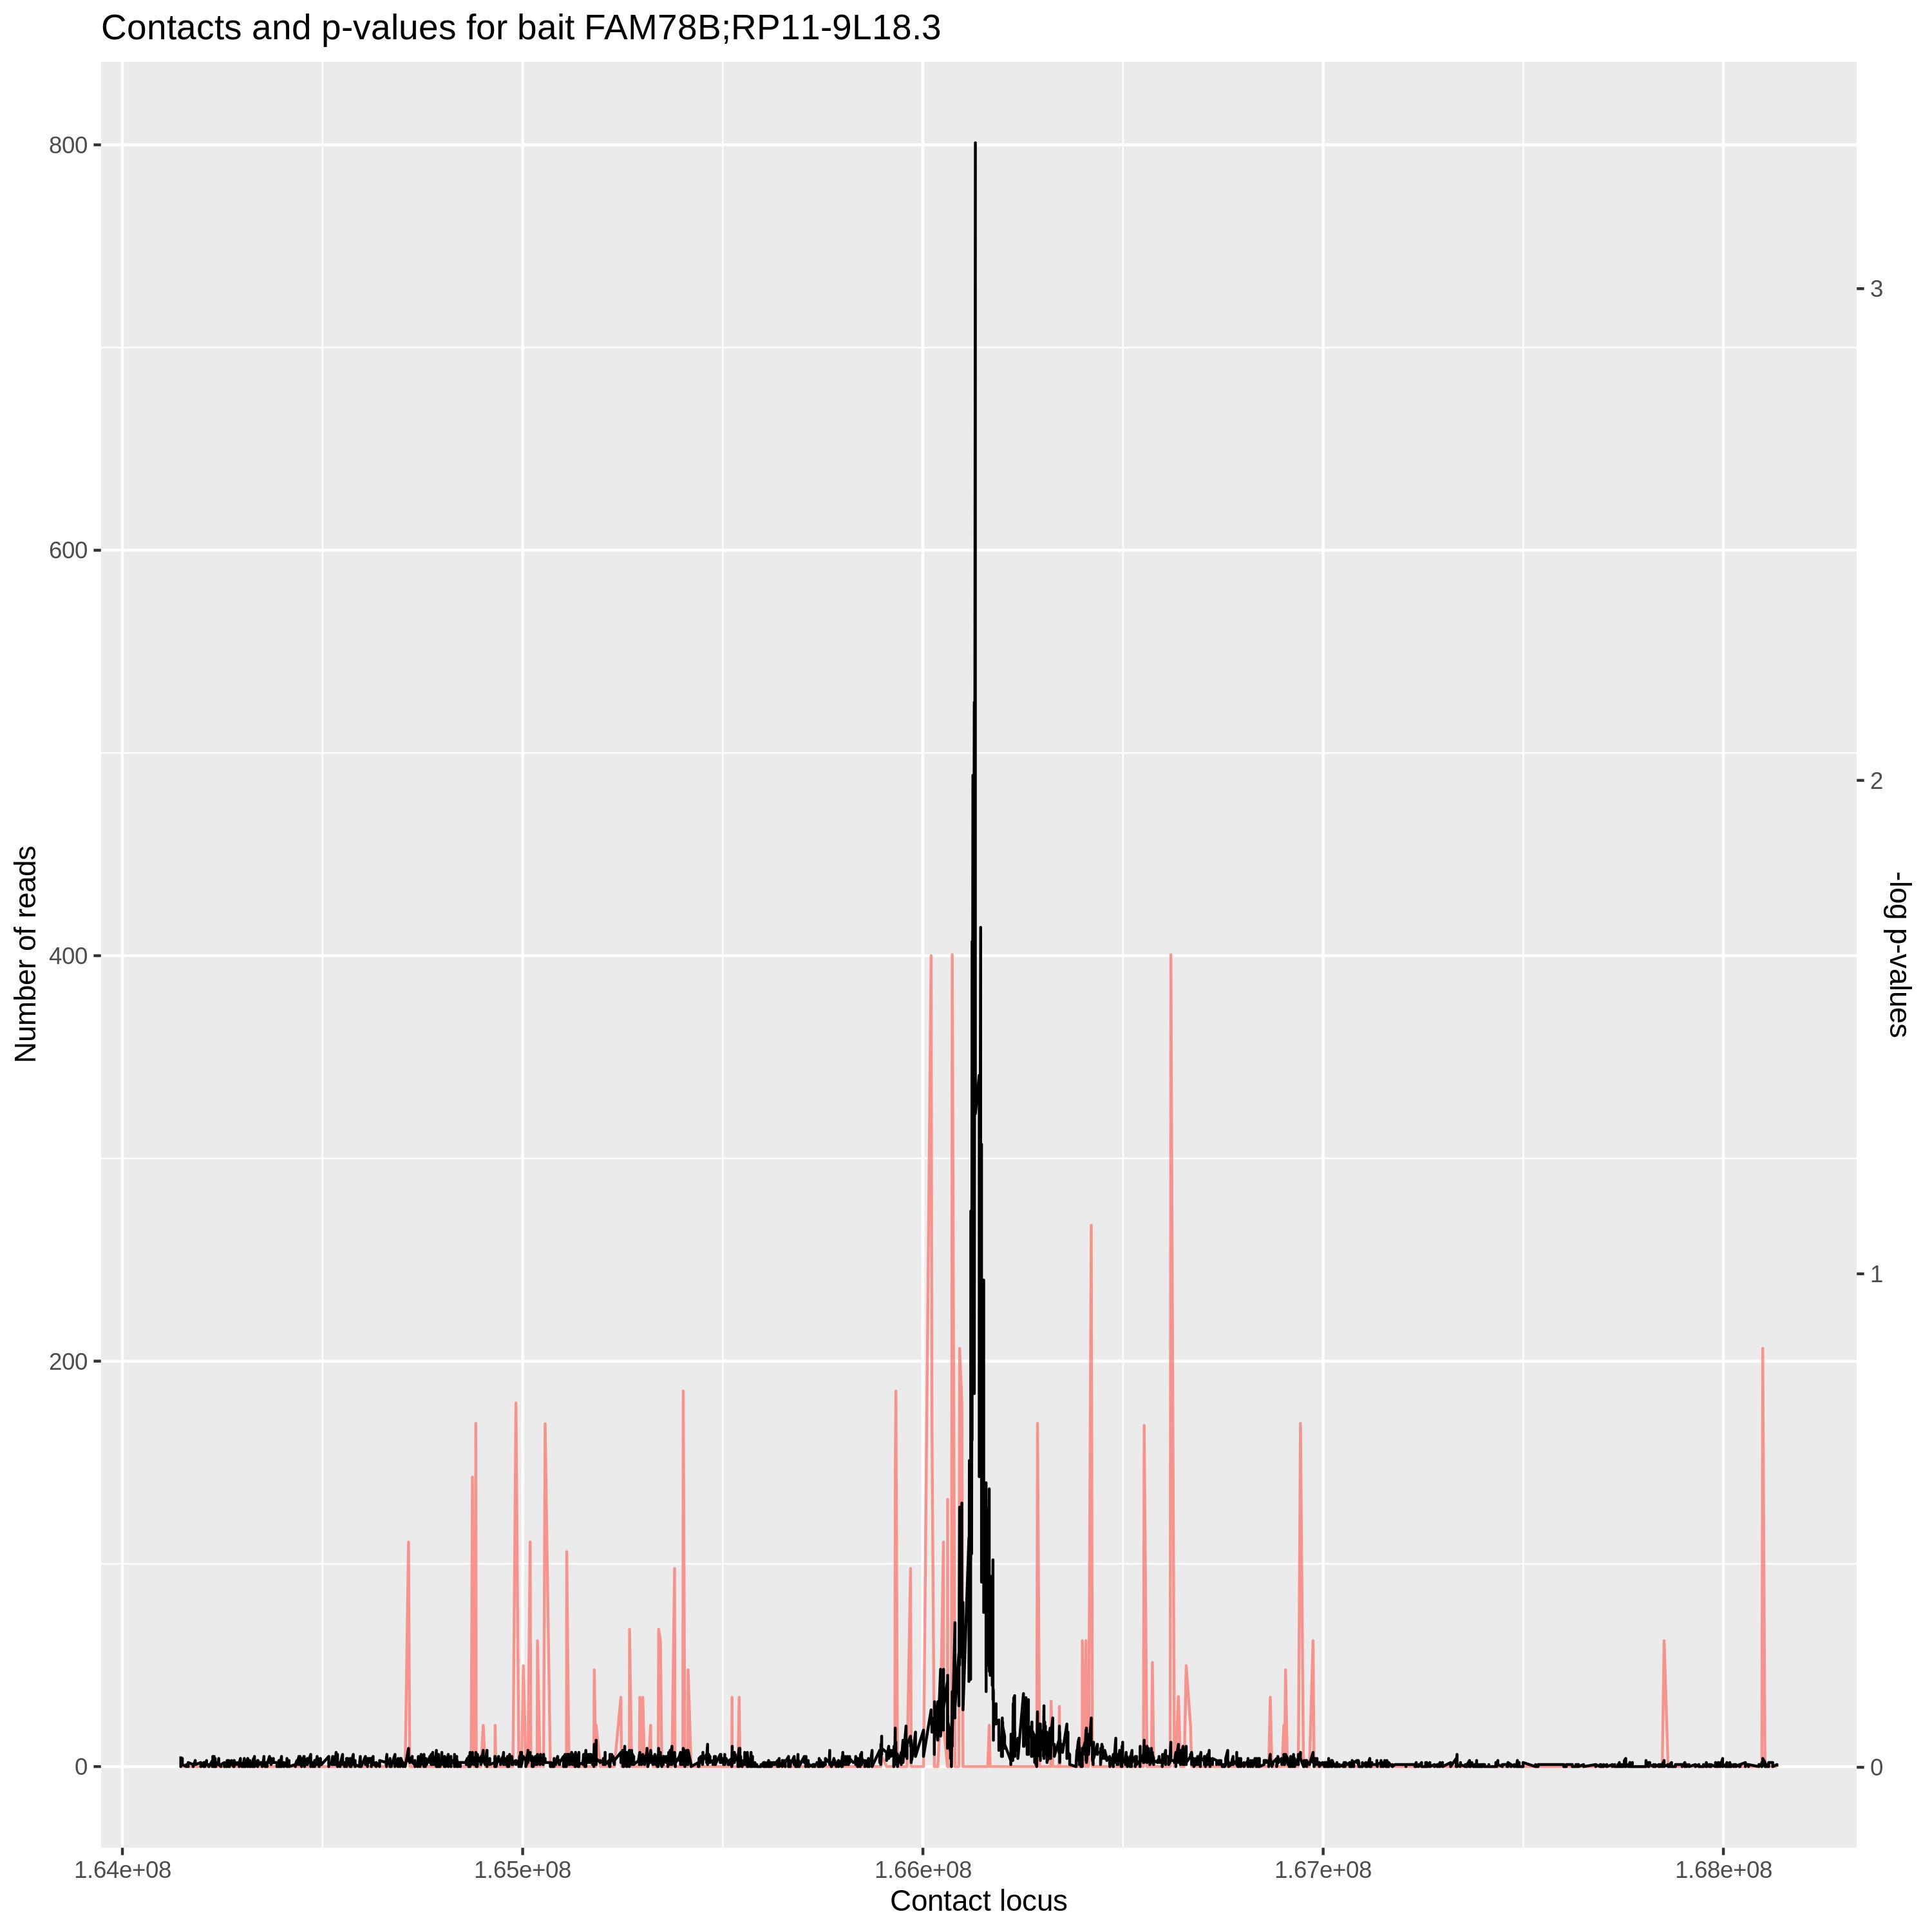 Contacts and p-values for bait FAM78B;RP11-9L18.3
800
600
400
200
0
Number of reads
3
2
1
0
-log p-values
1.64e+08
1.65e+08
1.66e+08
1.67e+08
1.68e+08
Contact locus